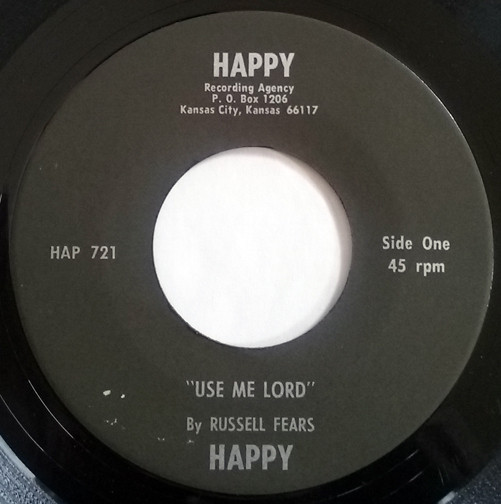 HAPPY
Recording Agency
P. O. Box 1206
Kansas City, Kansas 66117
HAP 721
Side One
45 rpm
"USE ME LORD"
By RUSSELL FEARS
HAPPY